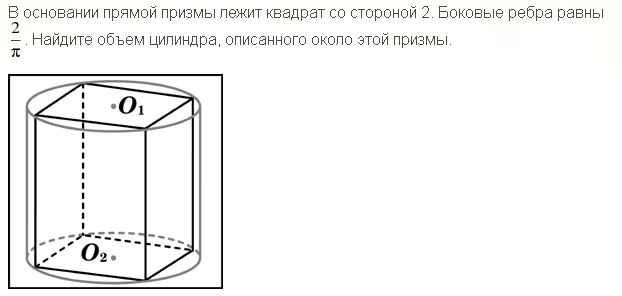 В основании прямой призмы лежит квадрат со стороной 2. Боковые ребра равны
2/π. Найдите объем цилиндра, описанного около этой призмы.
O1
O2